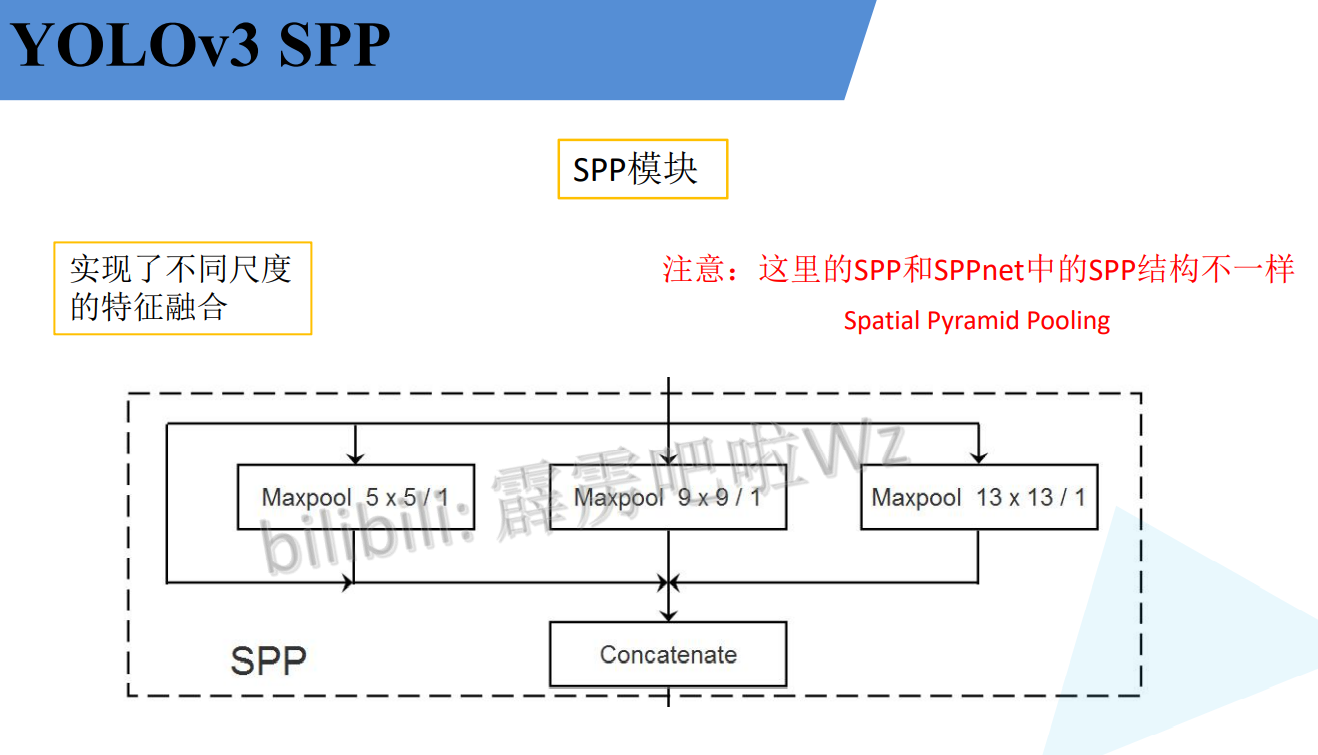 YOLOv3 SPP
SPP模块
实现了不同尺度
的特征融合
注意：这里的SPP和SPPnet中的SPP结构不一样
Spatial Pyramid Pooling
Maxpool 5 x 5 / 1
Maxpool 9 x 9 / 1
Maxpool 13 x 13 / 1
bilibili: 霹雳吧啦Wz
SPP
Concatenate